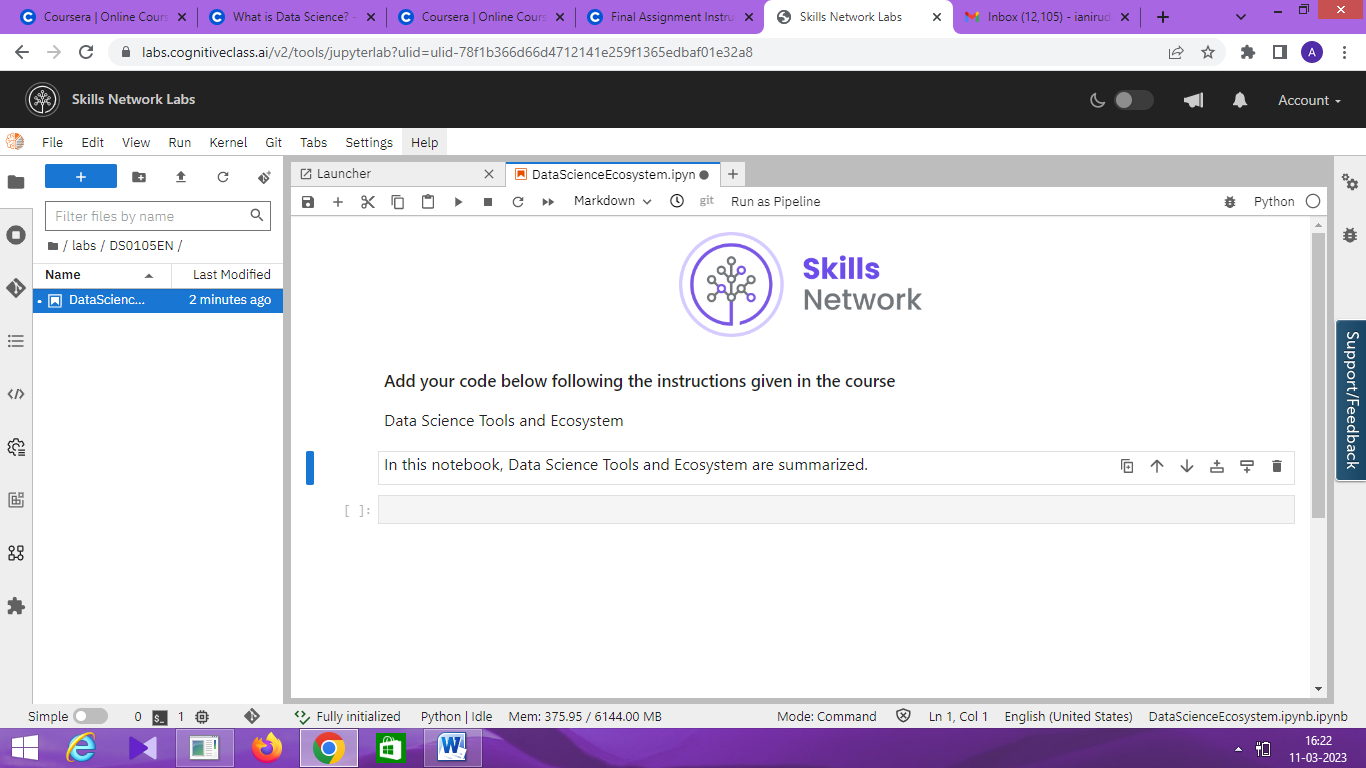 Coursera | Online Cours
What is Data Science? -
Coursera | Online Cours
Final Assignment Instru
Skills Network Labs
Inbox (12,105) - ianirud
labs.cognitiveclass.ai/v2/tools/jupyterlab?ulid=ulid-78f1b366d66d4712141e259f1365edbaf01e32a8
A
Skills Network Labs
Account
File Edit View Run Kernel Git Tabs Settings Help
Filter files by name
/ labs / DS0105EN /
Name Last Modified
DataScienc... 2 minutes ago
Launcher
DataScienceEcosystem.ipyn
Markdown
git
Run as Pipeline
Python
Skills
Network
Add your code below following the instructions given in the course
Data Science Tools and Ecosystem
In this notebook, Data Science Tools and Ecosystem are summarized.
[ ]:
Support/Feedback
Simple 0 $_ 1 Fully initialized Python | Idle Mem: 375.95 / 6144.00 MB Mode: Command Ln 1, Col 1 English (United States) DataScienceEcosystem.ipynb.ipynb
16:22
11-03-2023